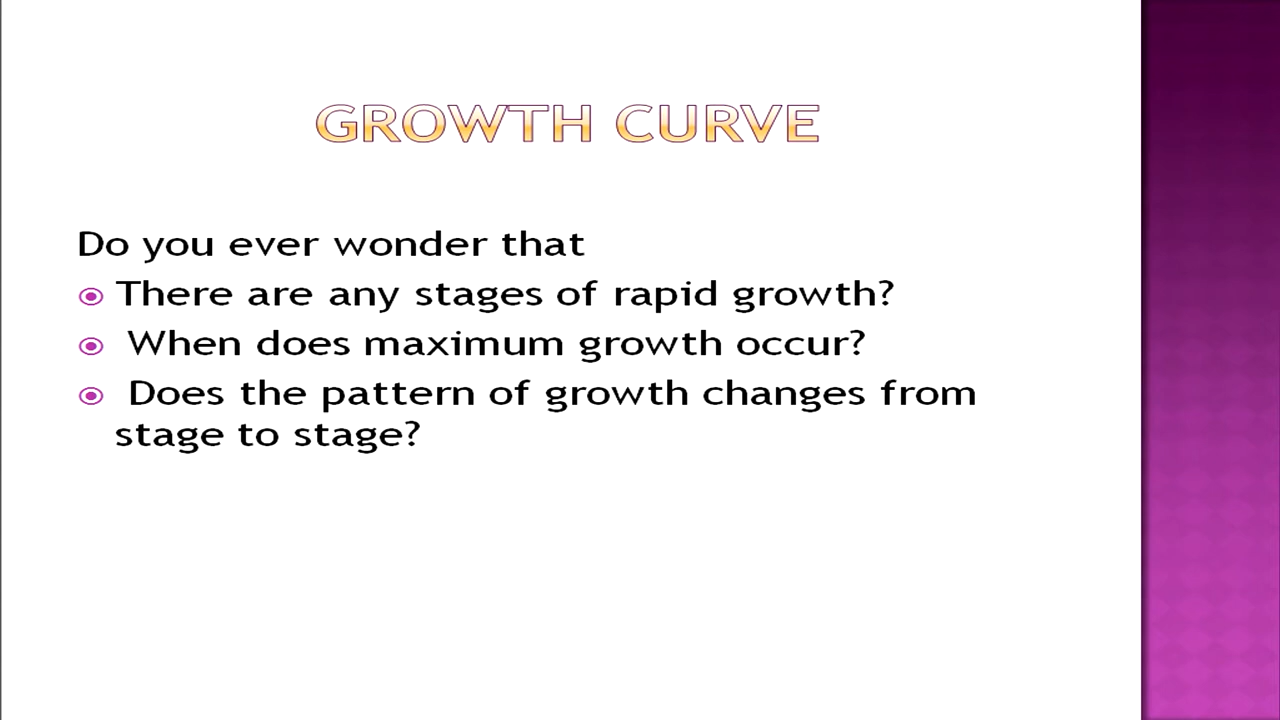 GROWTH CURVE
Do you ever wonder that
There are any stages of rapid growth?
When does maximum growth occur?
Does the pattern of growth changes from
stage to stage?